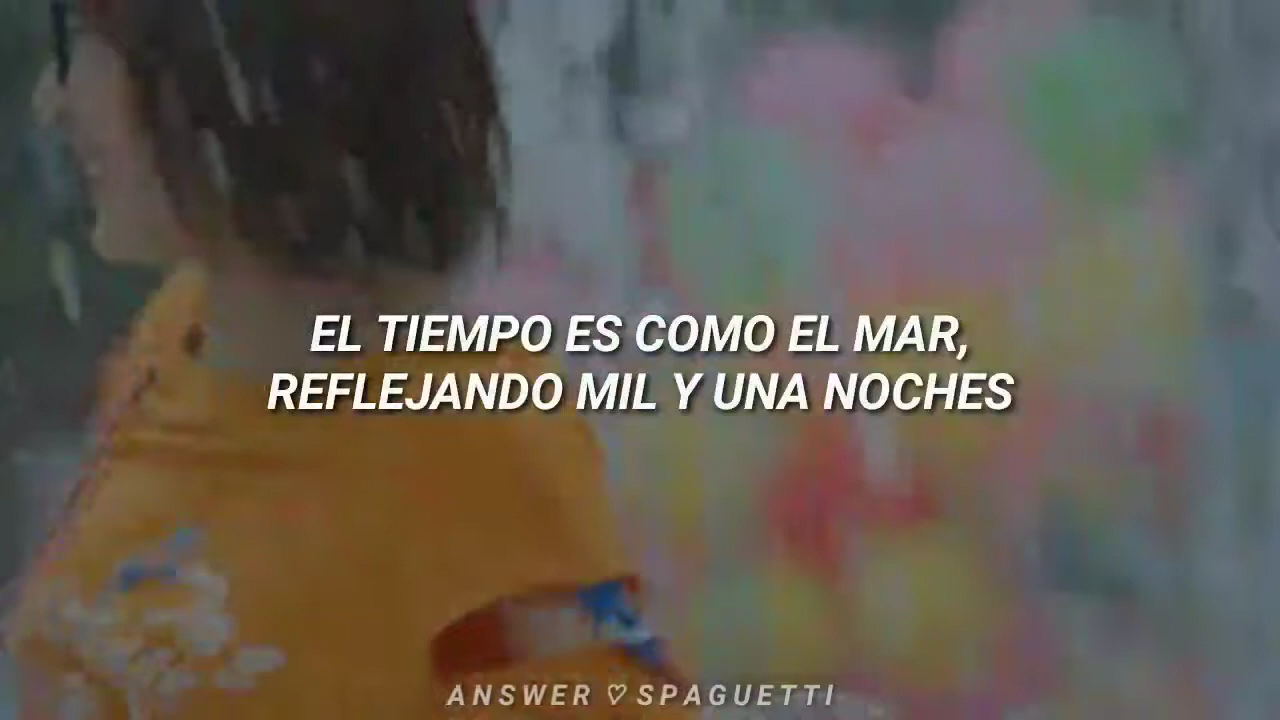 EL TIEMPO ES COMO EL MAR,
REFLEJANDO MIL Y UNA NOCHES
ANSWER ♡ SPAGUETTI